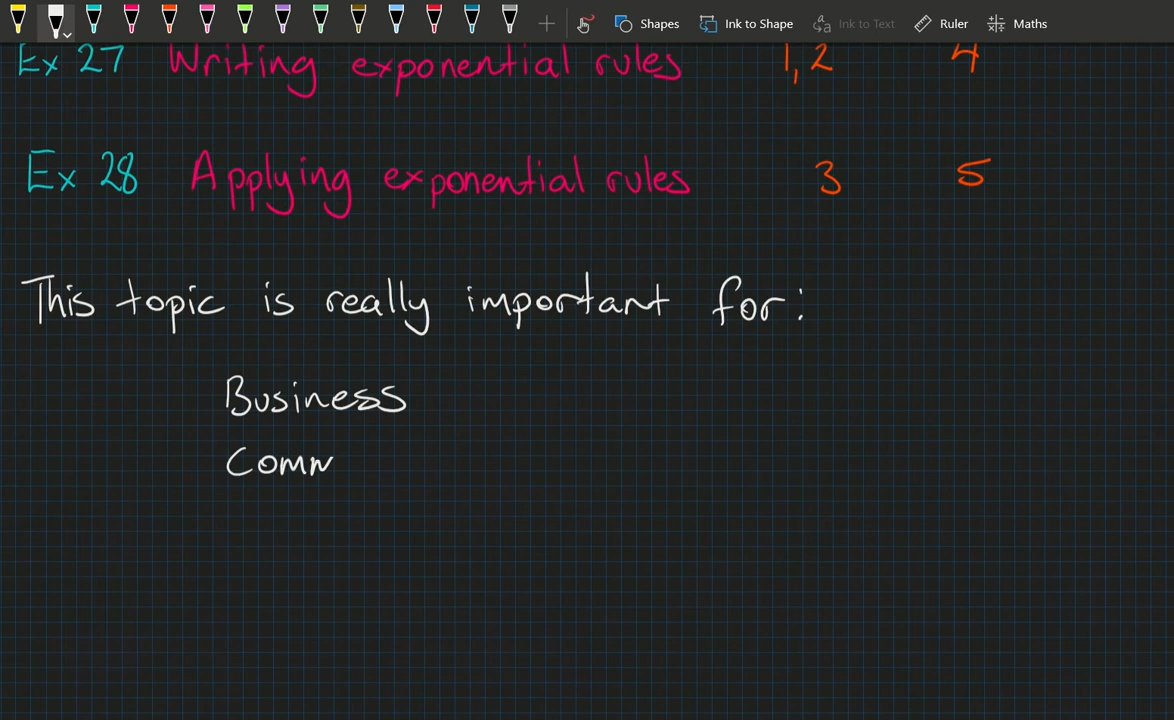 Shapes Ink to Shape Ink to Text Ruler Maths
Ex 27 Writing exponential rules 1,2 4
Ex 28 Applying exponential rules 3 5
This topic is really important for:
Business
Comm